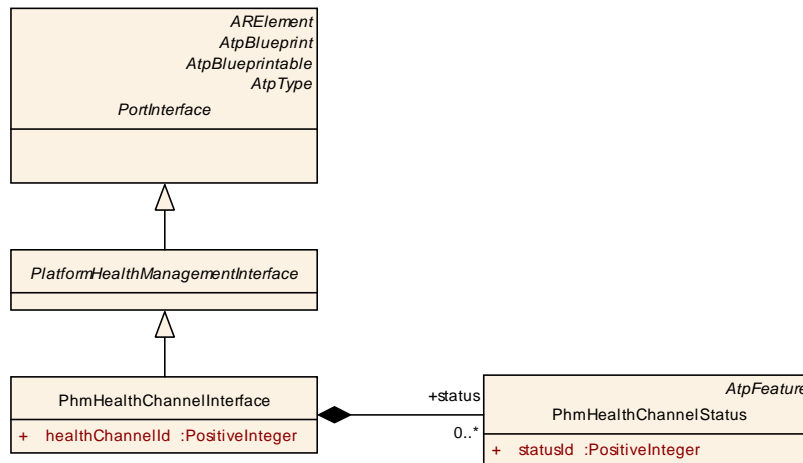 ARElement
AtpBlueprint
AtpBlueprintable
AtpType
PortInterface
PlatformHealthManagementInterface
PhmHealthChannelInterface
+ healthChannelId :PositiveInteger
+status
0..*
AtpFeature
PhmHealthChannelStatus
+ statusId :PositiveInteger